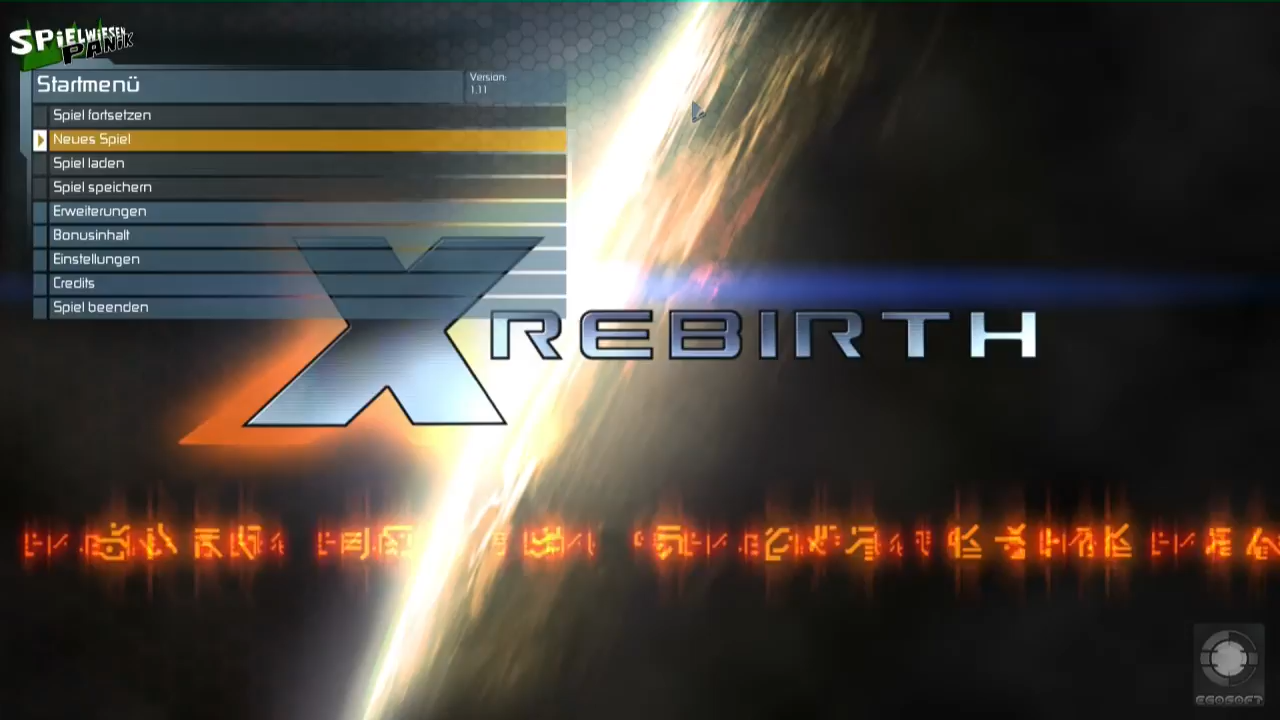 SPiELWiESEN
PANiK
Startmenü
Version:
1.11
Spiel fortsetzen
Neues Spiel
Spiel laden
Spiel speichern
Erweiterungen
Bonusinhalt
Einstellungen
Credits
Spiel beenden
X REBIRTH
EGOSOFT